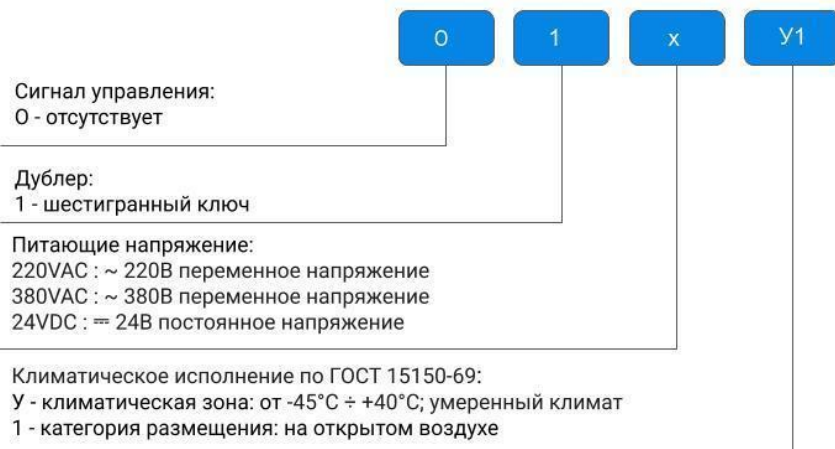 0 1 x У1
Сигнал управления:
0 - отсутствует
Дублер:
1 - шестигранный ключ
Питающие напряжение:
220VAC : ~ 220В переменное напряжение
380VAC : ~ 380В переменное напряжение
24VDC : ⎓ 24В постоянное напряжение
Климатическое исполнение по ГОСТ 15150-69:
У - климатическая зона: от -45°С ÷ +40°С; умеренный климат
1 - категория размещения: на открытом воздухе